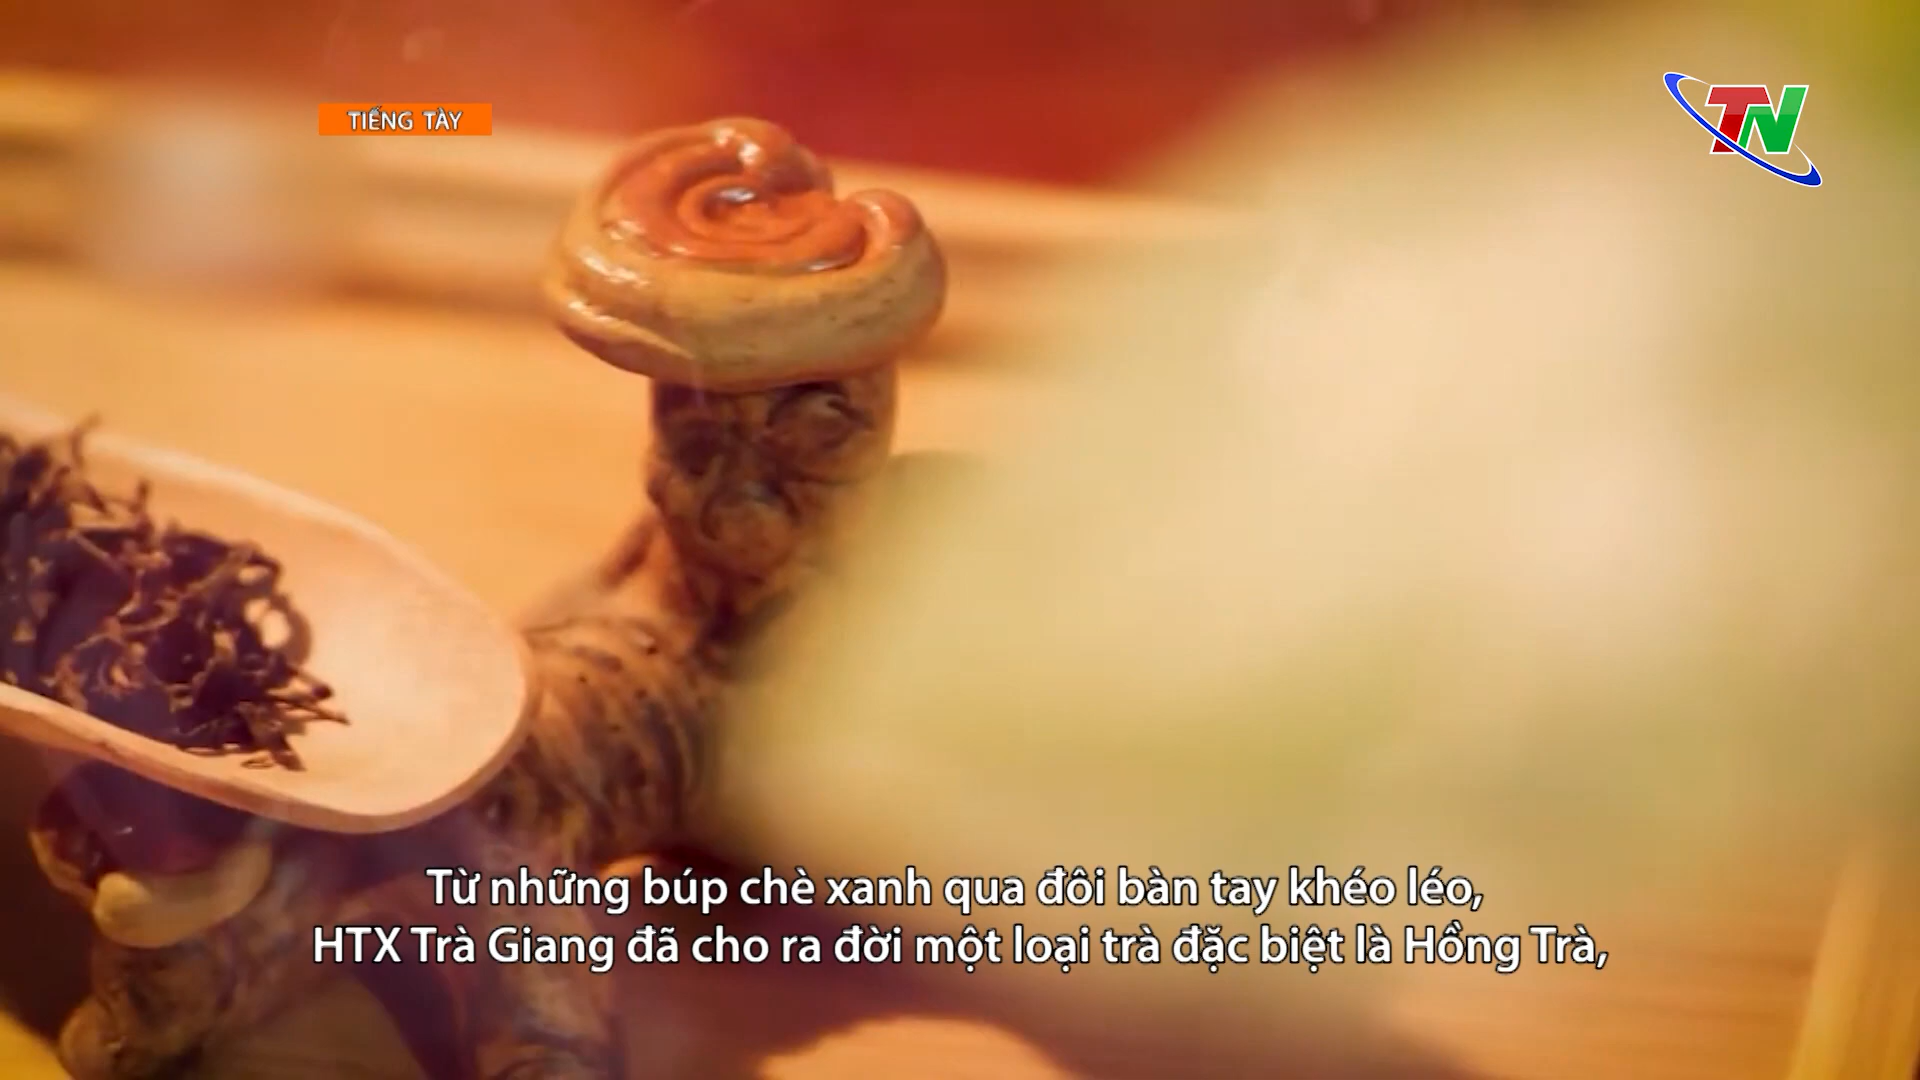 TIẾNG TÀY
TN
Từ những búp chè xanh qua đôi bàn tay khéo léo,
HTX Trà Giang đã cho ra đời một loại trà đặc biệt là Hồng Trà,